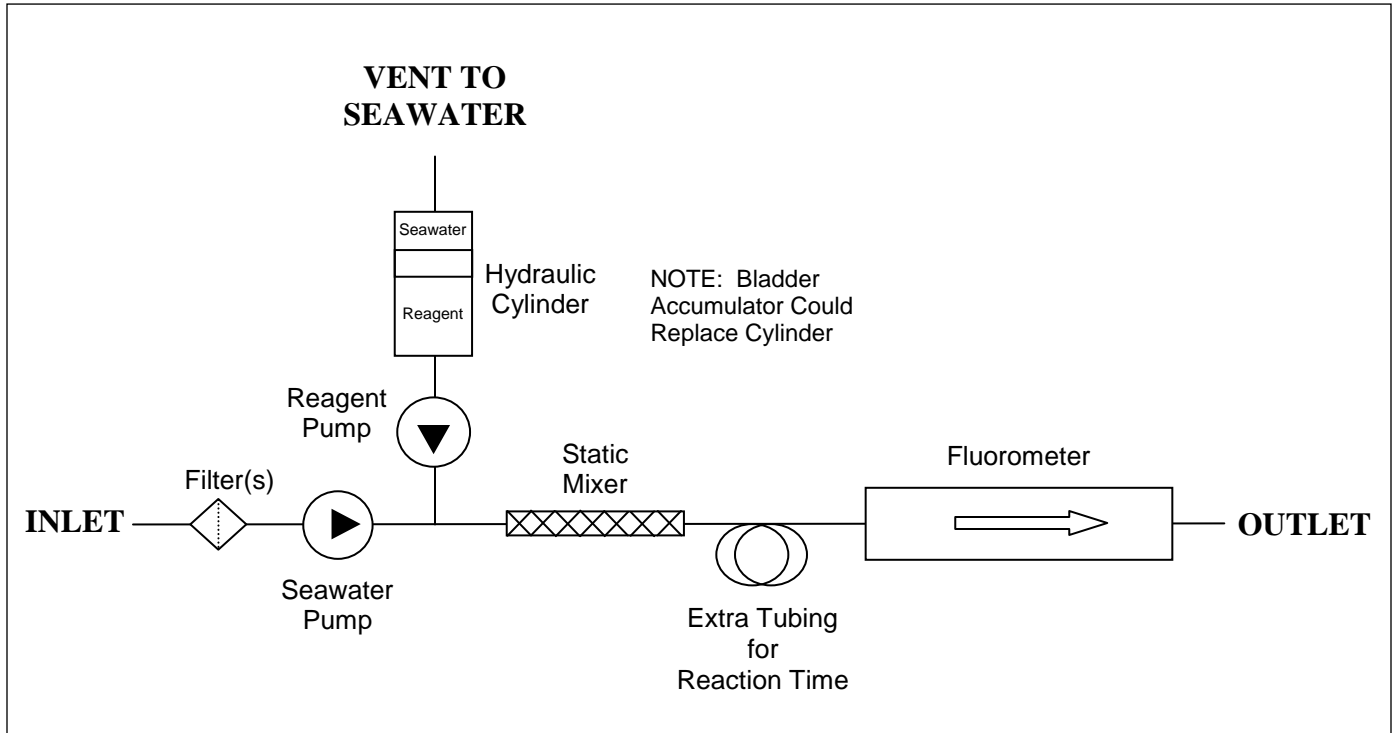 VENT TO
SEAWATER
Seawater
Reagent
Hydraulic
Cylinder
NOTE: Bladder
Accumulator Could
Replace Cylinder
Reagent
Pump
Filter(s)
INLET
Seawater
Pump
Static
Mixer
Extra Tubing
for
Reaction Time
Fluorometer
OUTLET